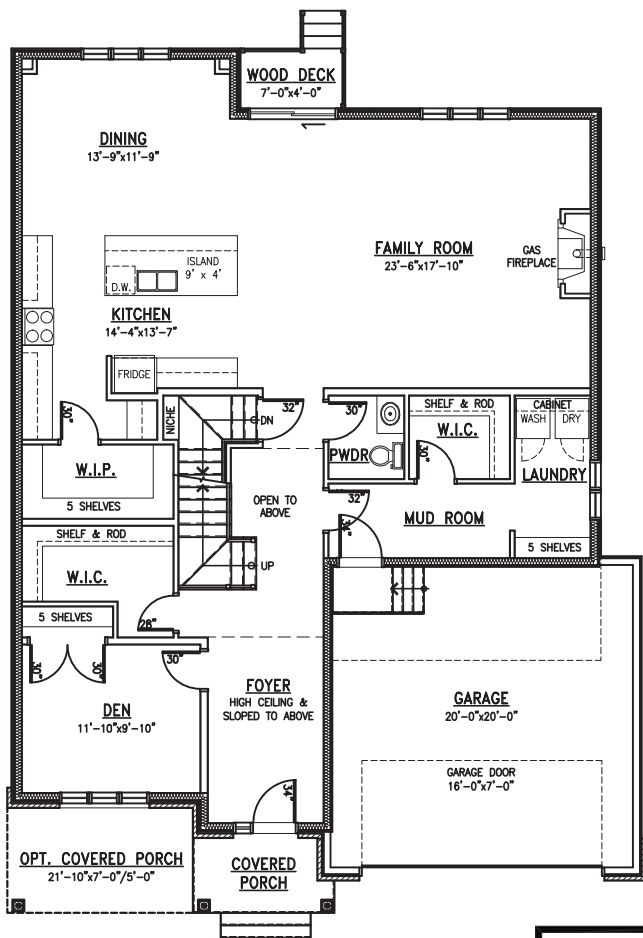 WOOD DECK
7'-0"x4'-0"
DINING
13'-9"x11'-9"
FAMILY ROOM
23'-6"x17'-10"
GAS
FIREPLACE
ISLAND
9' x 4'
D.W.
KITCHEN
14'-4"x13'-7"
FRIDGE
30"
NICHE
DN
32"
30"
PWDR
SHELF & ROD
W.I.C.
30"
CABINET
WASH DRY
LAUNDRY
W.I.P.
5 SHELVES
OPEN TO
ABOVE
32"
34"
MUD ROOM
5 SHELVES
SHELF & ROD
W.I.C.
UP
5 SHELVES
28"
30"
30"
30"
DEN
11'-10"x9'-10"
FOYER
HIGH CEILING &
SLOPED TO ABOVE
34"
GARAGE
20'-0"x20'-0"
GARAGE DOOR
16'-0"x7'-0"
OPT. COVERED PORCH
21'-10"x7'-0"/5'-0"
COVERED
PORCH